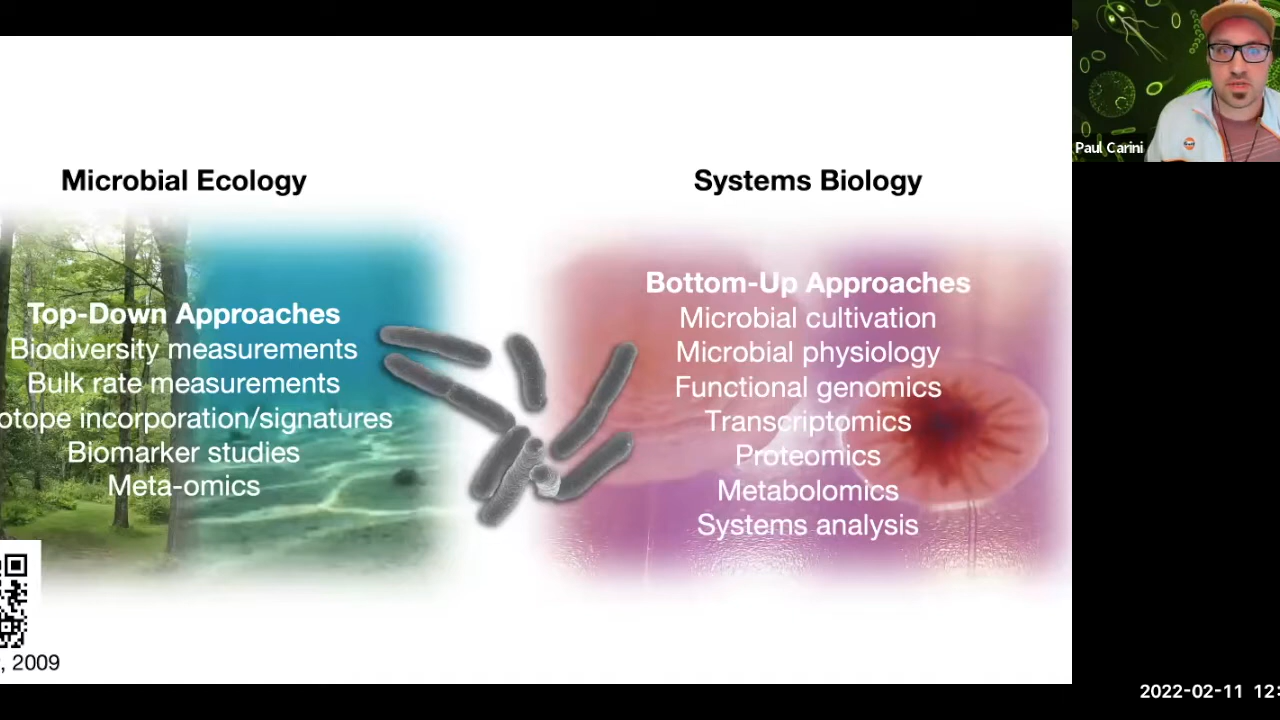 Paul Carini
Microbial Ecology
Top-Down Approaches
Biodiversity measurements
Bulk rate measurements
otope incorporation/signatures
Biomarker studies
Meta-omics
Systems Biology
Bottom-Up Approaches
Microbial cultivation
Microbial physiology
Functional genomics
Transcriptomics
Proteomics
Metabolomics
Systems analysis
, 2009
2022-02-11 12: